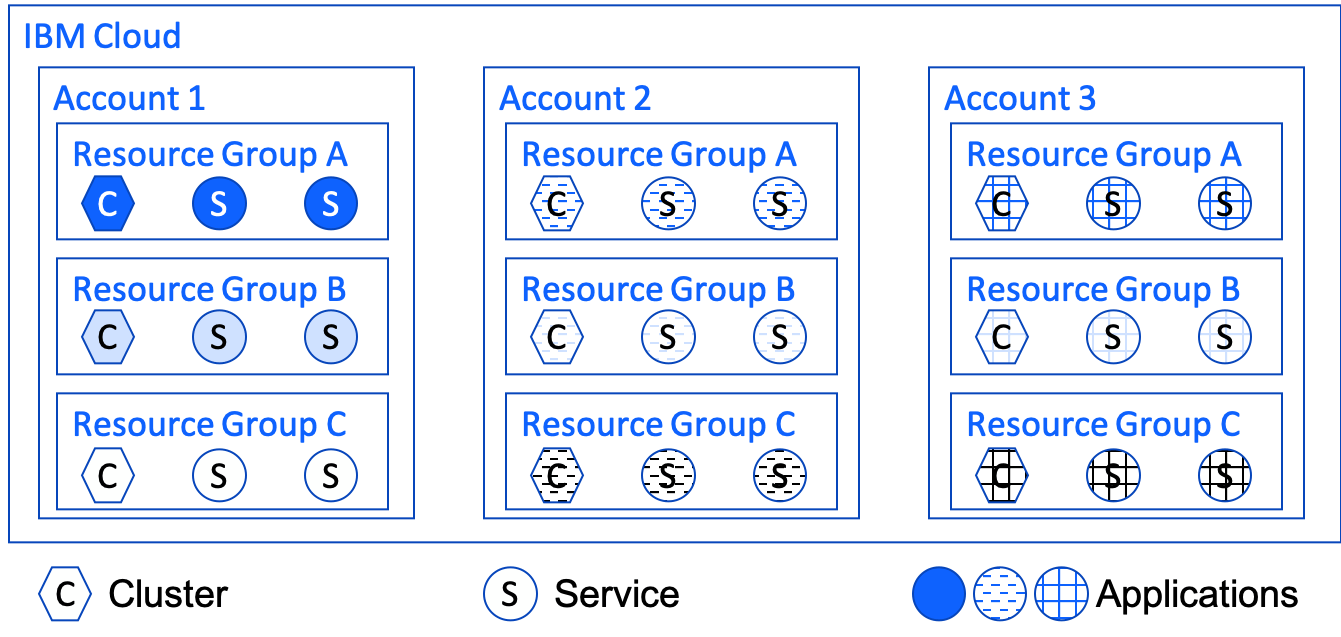 IBM Cloud
Account 1
Resource Group A
C S S
Resource Group B
C S S
Resource Group C
C S S
Account 2
Resource Group A
C S S
Resource Group B
C S S
Resource Group C
C S S
Account 3
Resource Group A
C S S
Resource Group B
C S S
Resource Group C
C S S
C Cluster
S Service
Applications